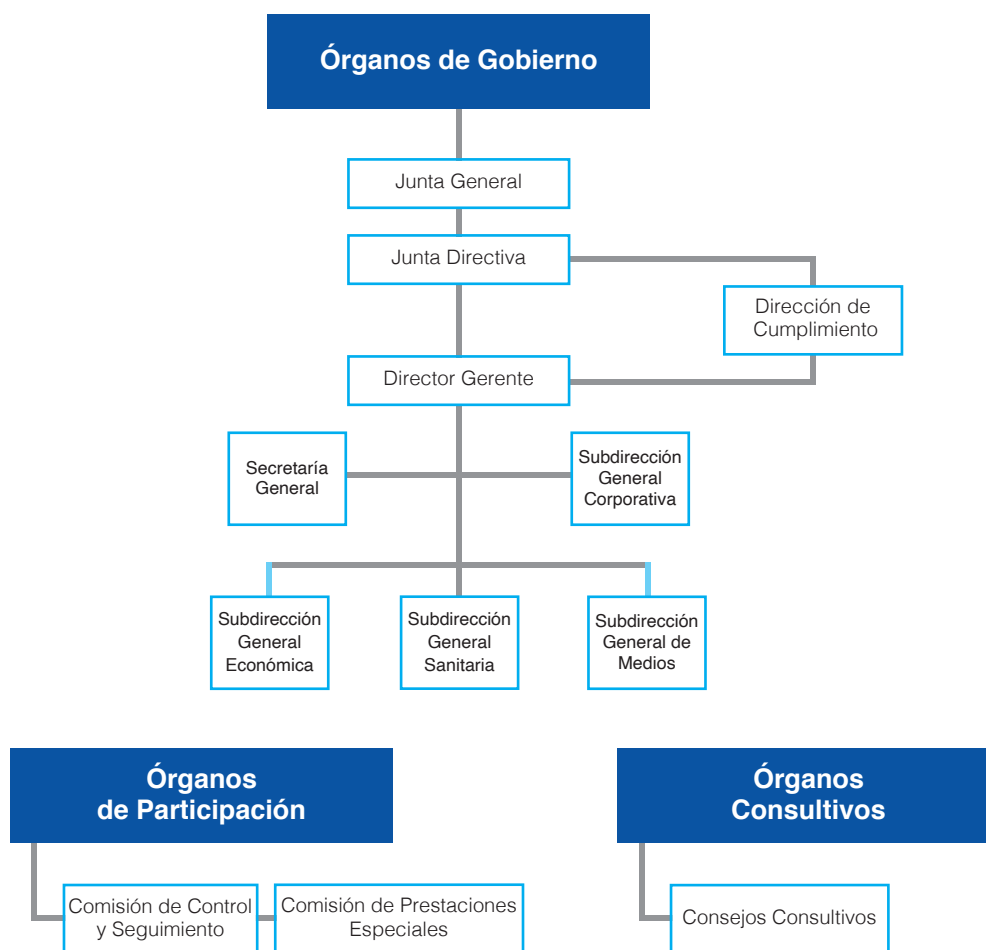 Órganos de Gobierno
Junta General
Junta Directiva
Dirección de
Cumplimiento
Director Gerente
Secretaría
General
Subdirección
General
Corporativa
Subdirección
General
Económica
Subdirección
General
Sanitaria
Subdirección
General de
Medios
Órganos
de Participación
Comisión de Control
y Seguimiento
Comisión de Prestaciones
Especiales
Órganos
Consultivos
Consejos Consultivos